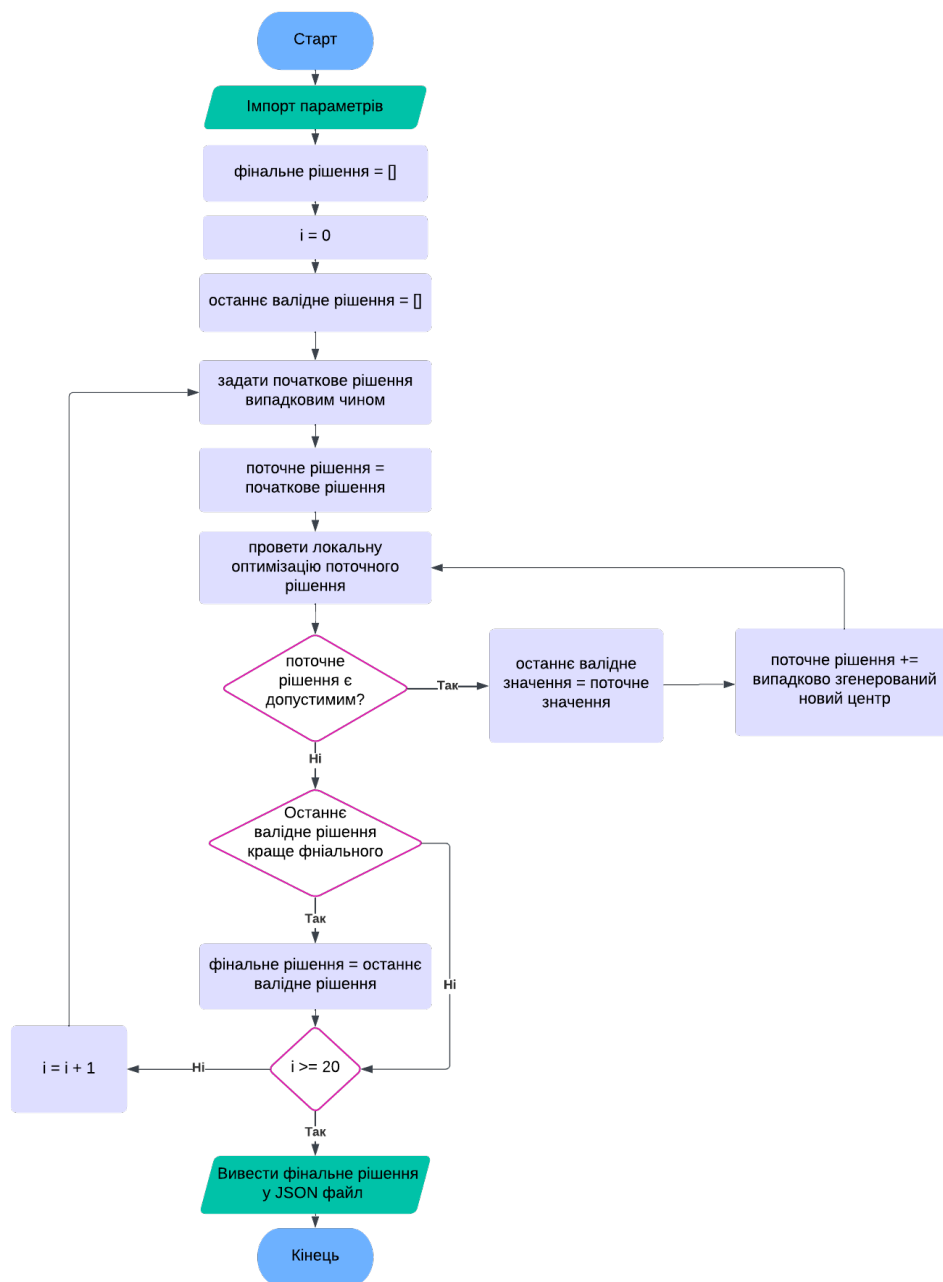 Старт
Імпорт параметрів
фінальне рішення = []
i = 0
останнє валідне рішення = []
задати початкове рішення
випадковим чином
поточне рішення =
початкове рішення
провети локальну
оптимізацію поточного
рішення
поточне
рішення є
допустимим?
Так
останнє валідне
значення = поточне
значення
поточне рішення +=
випадково згенерований
новий центр
Ні
Останнє
валідне рішення
краще фніального
Так
Ні
фінальне рішення = останнє
валідне рішення
i >= 20
Ні
i = i + 1
Так
Вивести фінальне рішення
у JSON файл
Кінець